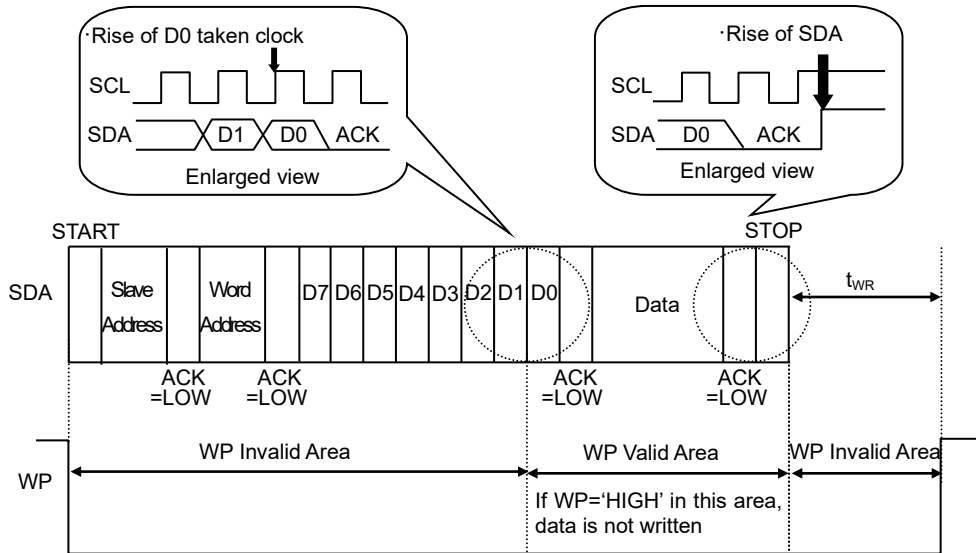 ·Rise of D0 taken clock
SCL
SDA
D1
D0
ACK
Enlarged view
·Rise of SDA
SCL
SDA
D0
ACK
Enlarged view
START
STOP
SDA
Slave
Address
Word
Address
D7
D6
D5
D4
D3
D2
D1
D0
Data
tWR
ACK
=LOW
ACK
=LOW
ACK
=LOW
ACK
=LOW
WP
WP Invalid Area
WP Valid Area
WP Invalid Area
If WP=‘HIGH’ in this area,
data is not written